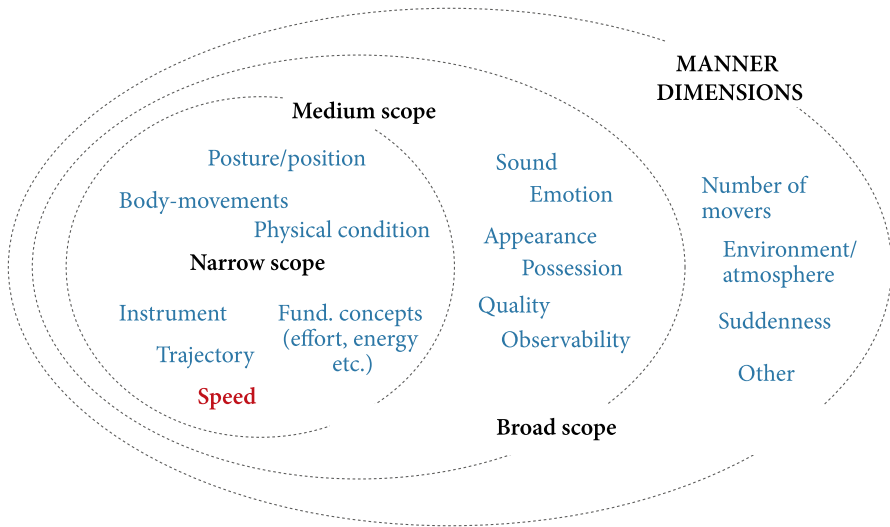 MANNER
DIMENSIONS
Medium scope
Posture/position
Body-movements
Physical condition
Narrow scope
Instrument
Fund. concepts
(effort, energy
etc.)
Trajectory
Speed
Sound
Emotion
Appearance
Possession
Quality
Observability
Broad scope
Number of
movers
Environment/
atmosphere
Suddenness
Other